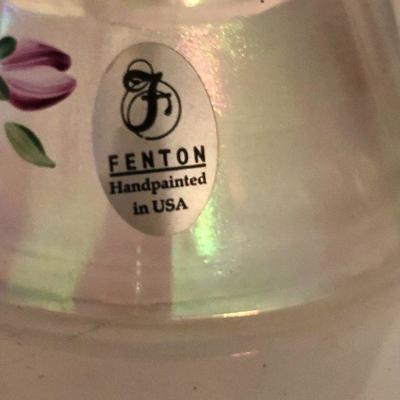 F
FENTON
Handpainted
in USA